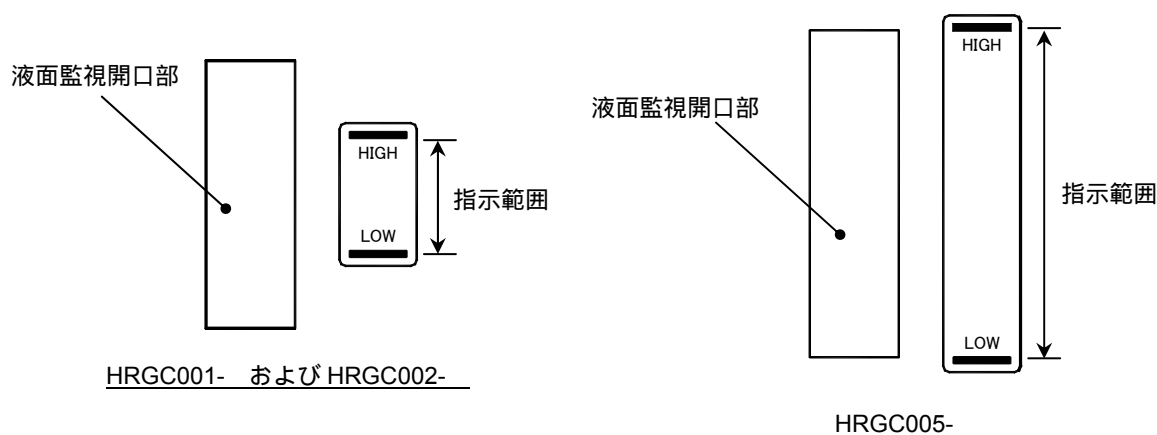 液面監視開口部
HIGH
LOW
指示範囲
HRGC001-　および HRGC002-
液面監視開口部
HIGH
LOW
指示範囲
HRGC005-